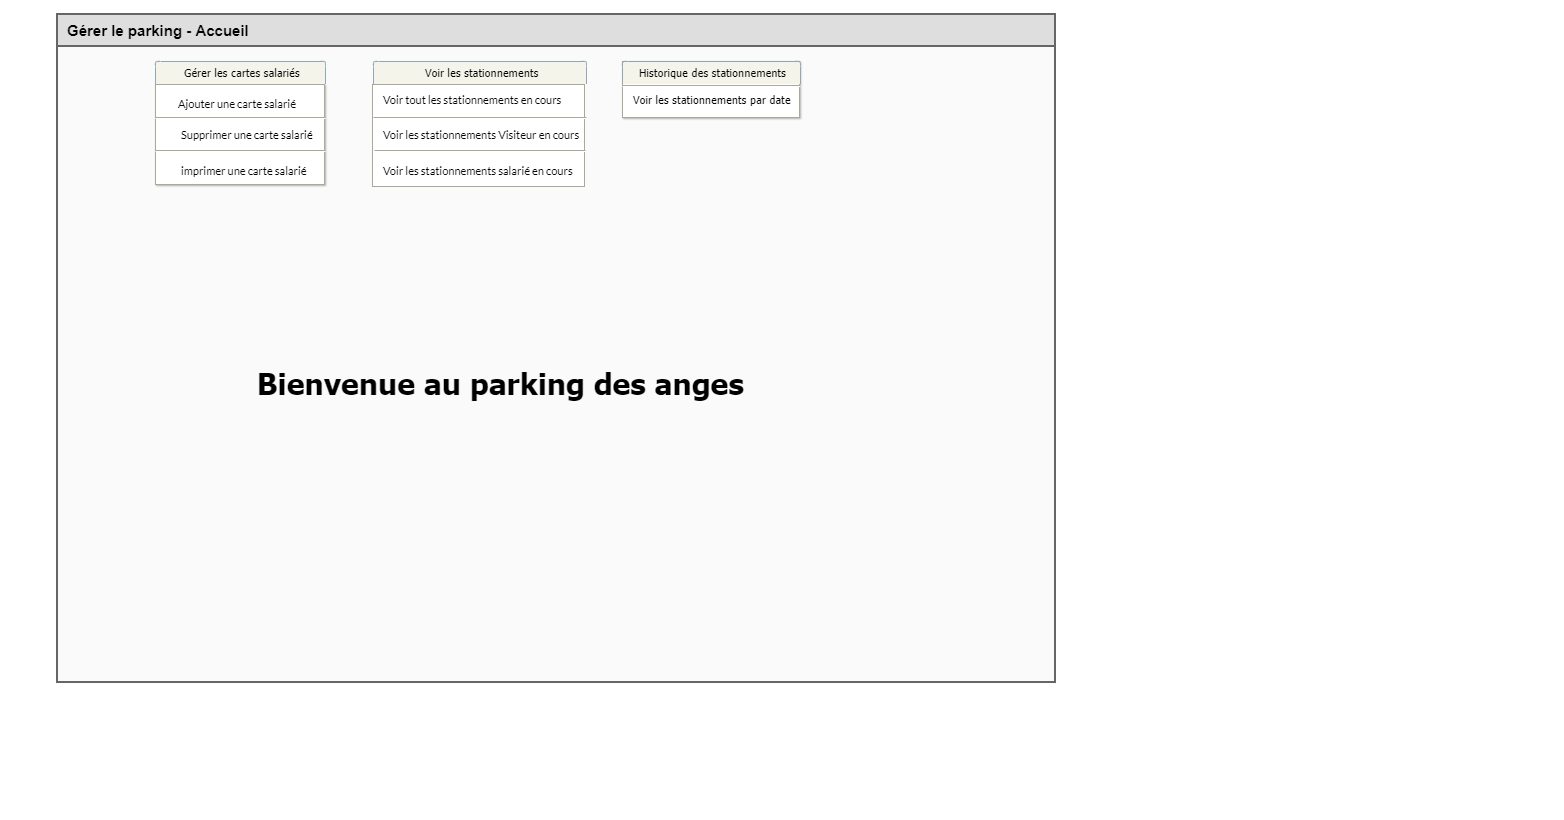 Gérer le parking - Accueil
Gérer les cartes salariés
Ajouter une carte salarié
Supprimer une carte salarié
imprimer une carte salarié
Voir les stationnements
Voir tout les stationnements en cours
Voir les stationnements Visiteur en cours
Voir les stationnements salarié en cours
Historique des stationnements
Voir les stationnements par date
Bienvenue au parking des anges